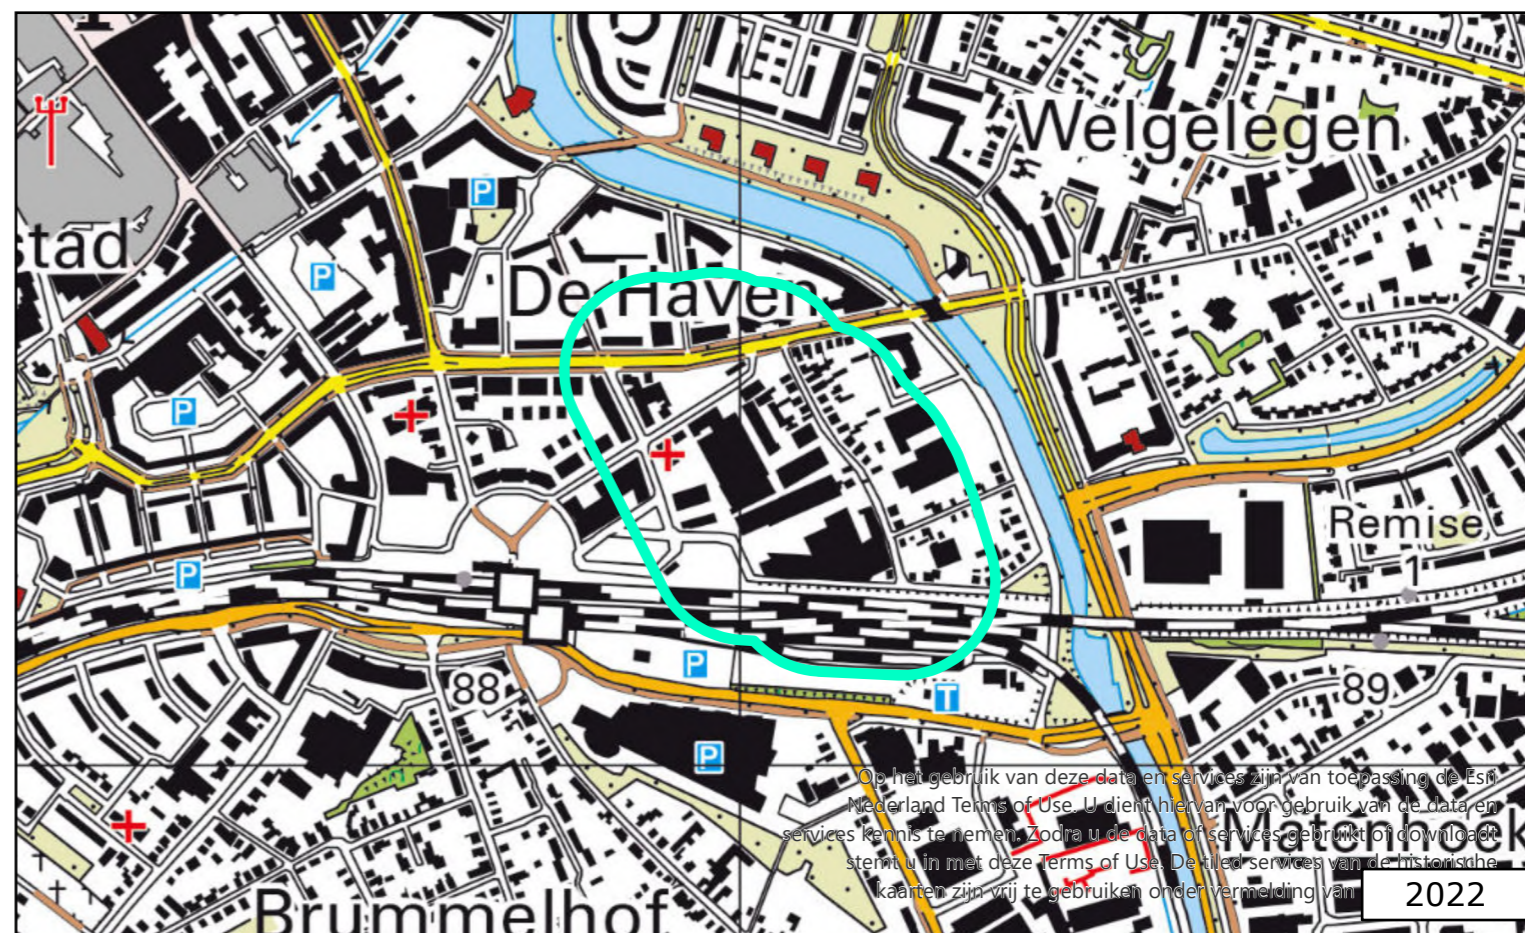 Welgelegen
stad
P
P
De Haven
P
Remise
1
P
88
P
89
T
P
Op het gebruik van deze data en services zijn van toepassing de Esri
Nederland Terms of Use. U dient hiervan voor gebruik van de data en
services kennis te nemen. Zodra u de data of services gebruikt of downloadt
stemt u in met deze Terms of Use. De tiled services van de historische
kaarten zijn vrij te gebruiken onder vermelding van
Matenhoek
Brummelhof
2022